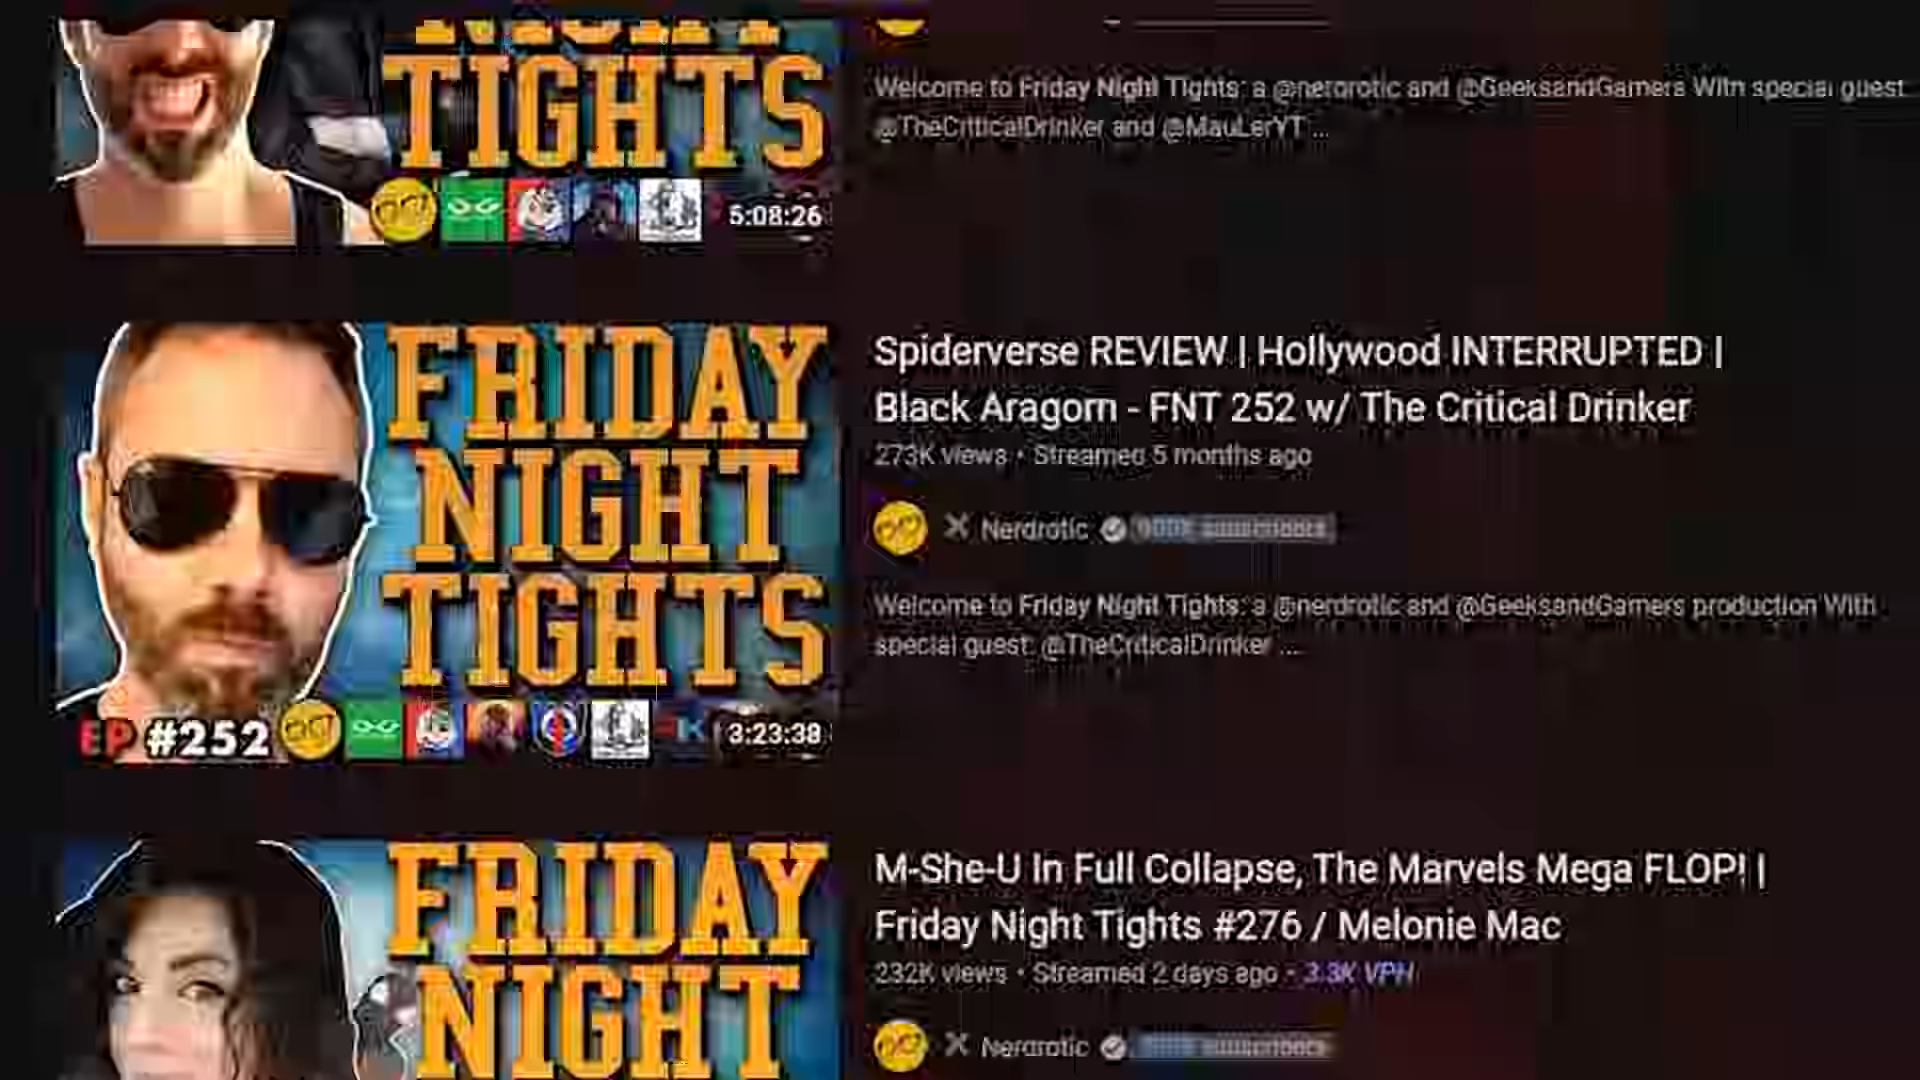 NIGHT
TIGHTS
5:08:26
Welcome to Friday Night Tights: a @nerdrotic and @GeeksandGamers With special guest:
@TheCriticalDrinker and @MauLerYT ...
FRIDAY
NIGHT
TIGHTS
EP #252
3:23:38
Spiderverse REVIEW | Hollywood INTERRUPTED |
Black Aragorn - FNT 252 w/ The Critical Drinker
273K views • Streamed 5 months ago
Nerdrotic
Welcome to Friday Night Tights: a @nerdrotic and @GeeksandGamers production With
special guest: @TheCriticalDrinker ...
FRIDAY
NIGHT
M-She-U In Full Collapse, The Marvels Mega FLOP! |
Friday Night Tights #276 / Melonie Mac
232K views • Streamed 2 days ago - 3.3K VPH
Nerdrotic